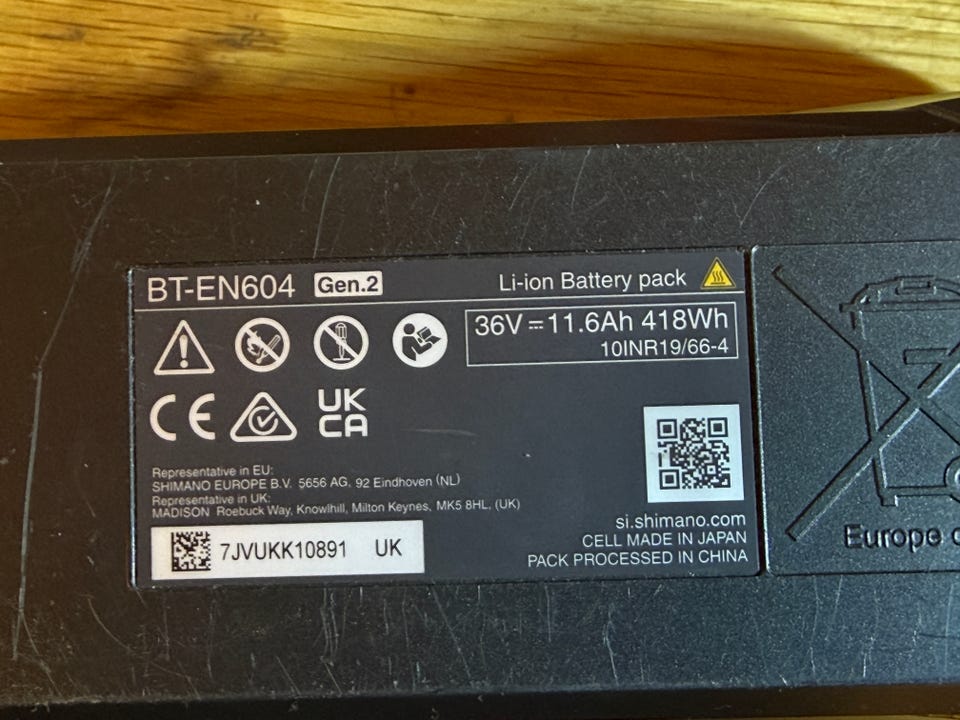 BT-EN604 Gen.2
Li-ion Battery pack
36V⎓11.6Ah 418Wh
10INR19/66-4
CE
UK
CA
Representative in EU:
SHIMANO EUROPE B.V. 5656 AG, 92 Eindhoven (NL)
Representative in UK:
MADISON Roebuck Way, Knowlhill, Milton Keynes, MK5 8HL, (UK)
7JVUKK10891 UK
si.shimano.com
CELL MADE IN JAPAN
PACK PROCESSED IN CHINA
Europe